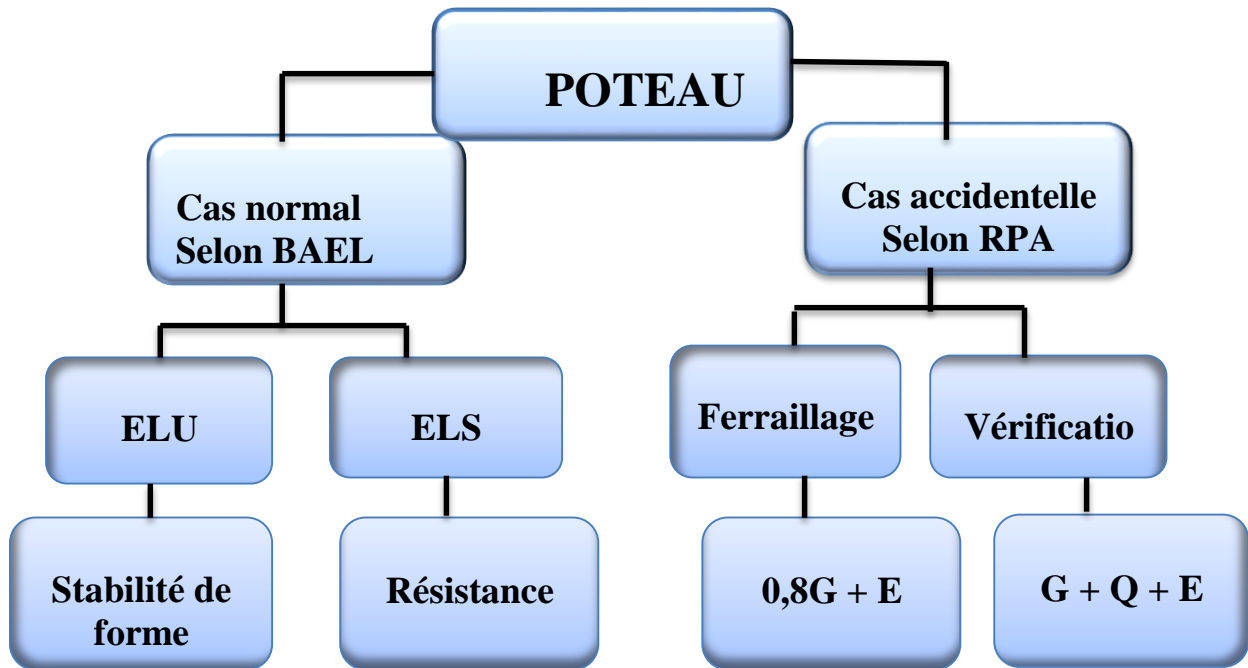 POTEAU
Cas normal
Selon BAEL
Cas accidentelle
Selon RPA
ELU
ELS
Ferraillage
Vérificatio
Stabilité de
forme
Résistance
0,8G + E
G + Q + E